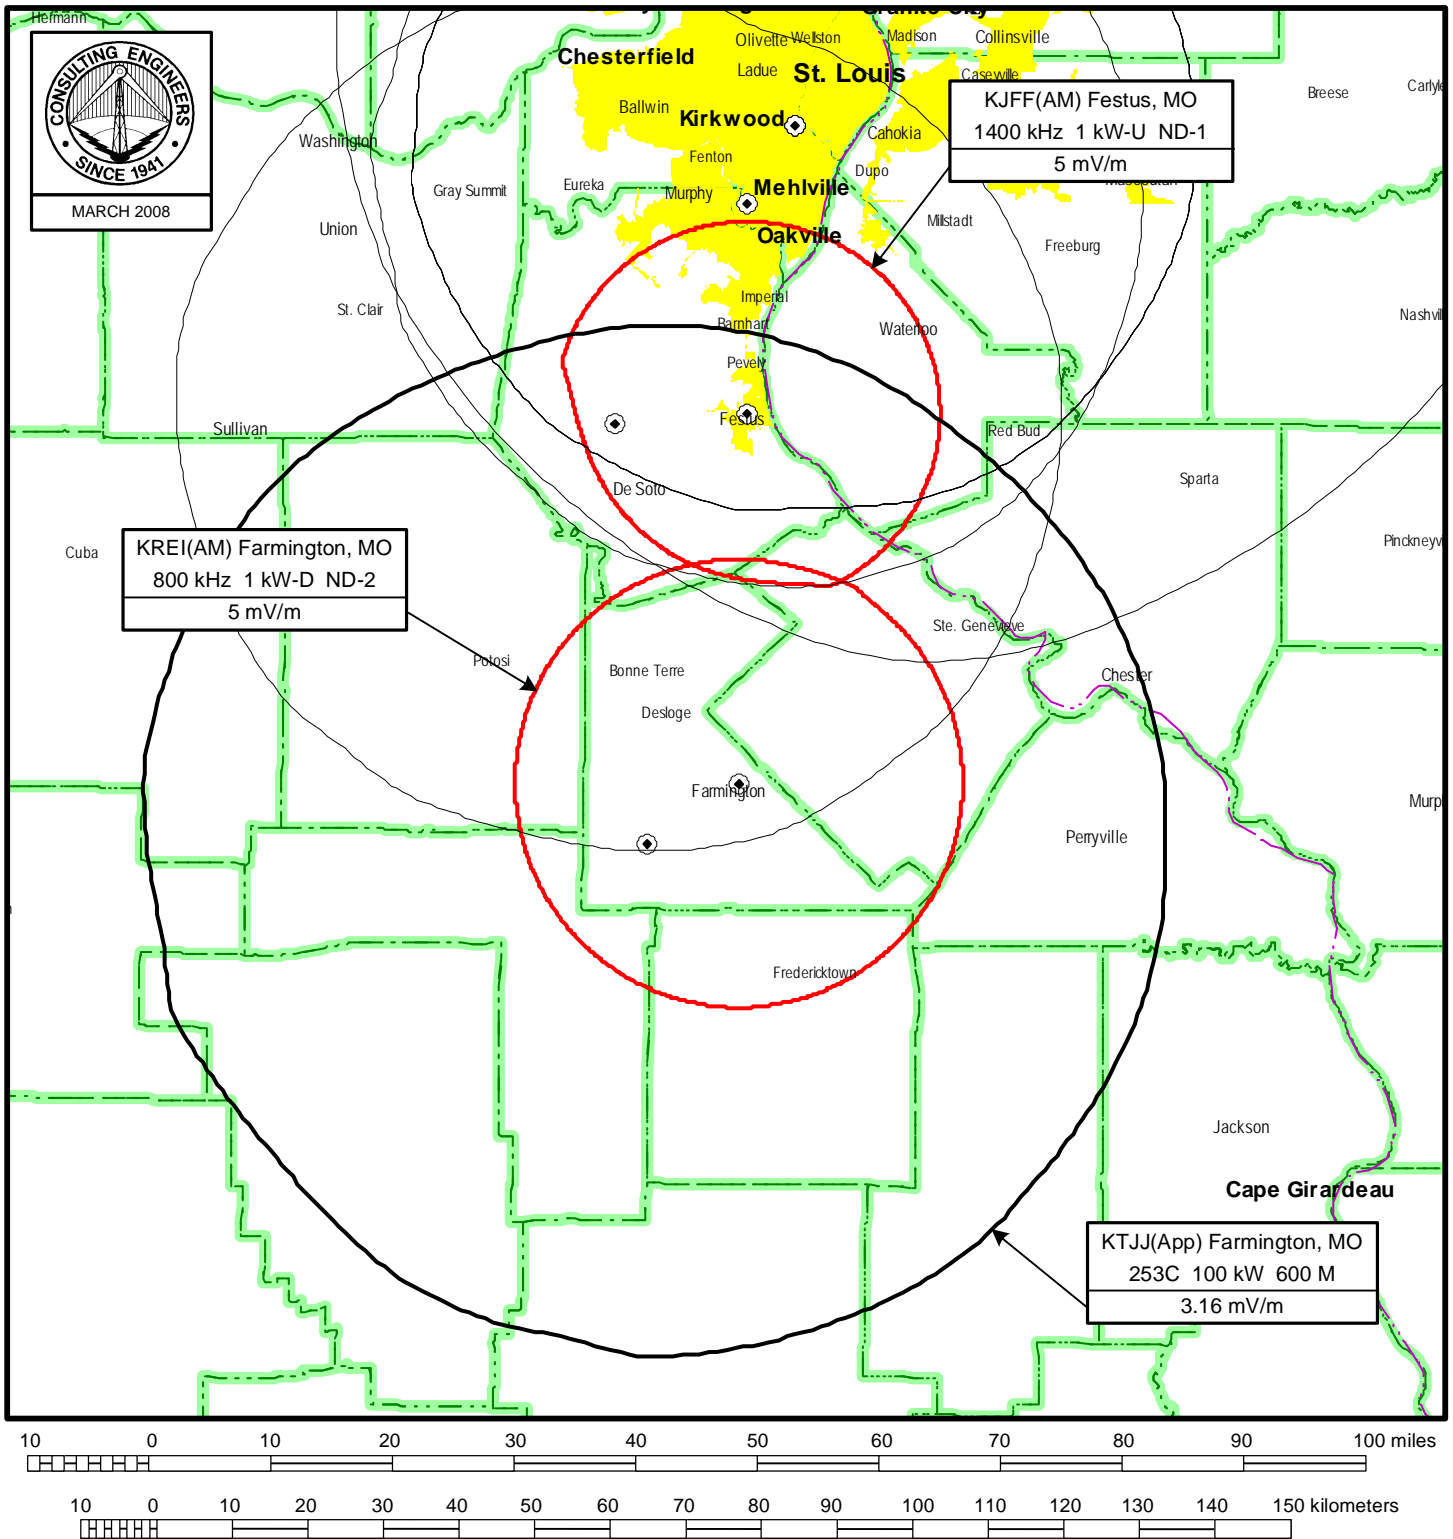 Hermann
Granite City
CONSULTING ENGINEERS
• SINCE 1941 •
MARCH 2008
Olivette
Wellston
Madison
Collinsville
Chesterfield
Ladue
St. Louis
Caseyville
KJFF(AM) Festus, MO
1400 kHz 1 kW-U ND-1
5 mV/m
Breese
Carlyle
Ballwin
Kirkwood
Cahokia
Washington
Fenton
Dupo
Gray Summit
Eureka
Murphy
Mehlville
Mascoutah
Union
Oakville
Millstadt
Freeburg
St. Clair
Imperial
Barnhart
Waterloo
Nashvil
Pevely
Festus
Sullivan
Red Bud
De Soto
Sparta
Cuba
KREI(AM) Farmington, MO
800 kHz 1 kW-D ND-2
5 mV/m
Pinckneyv
Ste. Genevieve
Potosi
Bonne Terre
Chester
Desloge
Farmington
Murp
Perryville
Fredericktown
Jackson
Cape Girardeau
KTJJ(App) Farmington, MO
253C 100 kW 600 M
3.16 mV/m
10 0 10 20 30 40 50 60 70 80 90 100 miles
10 0 10 20 30 40 50 60 70 80 90 100 110 120 130 140 150 kilometers